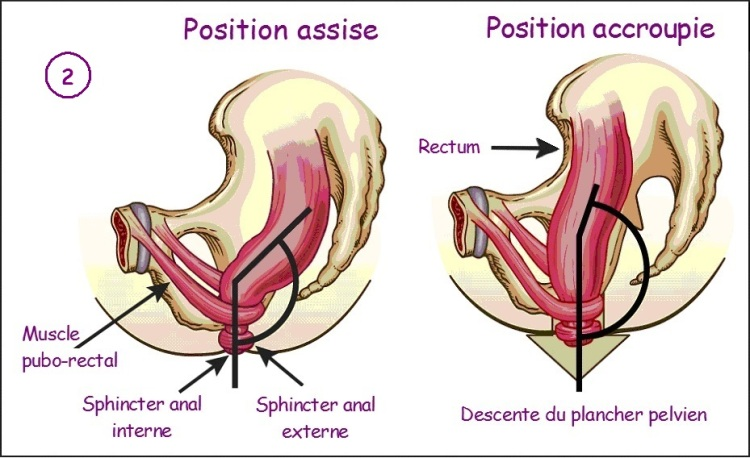 Position assise
Position accroupie
2
Rectum
Muscle
pubo-rectal
Sphincter anal
interne
Sphincter anal
externe
Descente du plancher pelvien